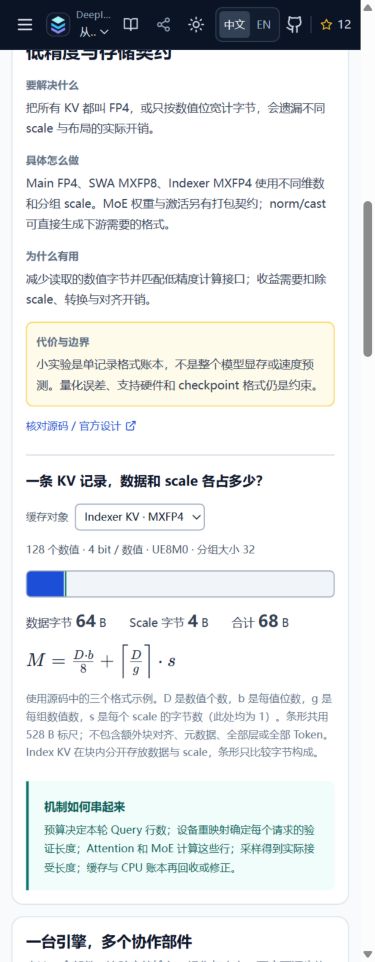 DeepI...
从..
中文
EN
12
低精度与存储契约
要解决什么
把所有 KV 都叫 FP4，或只按数值位宽计字节，会遗漏不同
scale 与布局的实际开销。
具体怎么做
Main FP4、SWA MXFP8、Indexer MXFP4 使用不同维数
和分组 scale。MoE 权重与激活另有打包契约；norm/cast
可直接生成下游需要的格式。
为什么有用
减少读取的数值字节并匹配低精度计算接口；收益需要扣除
scale、转换与对齐开销。
代价与边界
小实验是单记录格式账本，不是整个模型显存或速度预
测。量化误差、支持硬件和 checkpoint 格式仍是约束。
核对源码 / 官方设计
一条 KV 记录，数据和 scale 各占多少？
缓存对象 Indexer KV · MXFP4
128 个数值 · 4 bit / 数值 · UE8M0 · 分组大小 32
数据字节 64 B Scale 字节 4 B 合计 68 B
M = D·b/8 + ⌈D/g⌉ · s
使用源码中的三个格式示例。D 是数值个数，b 是每值位数，g 是
每组数值数，s 是每个 scale 的字节数（此处均为 1）。条形共用
528 B 标尺；不包含额外块对齐、元数据、全部层或全部 Token。
Index KV 在块内分开存放数据与 scale，条形只比较字节构成。
机制如何串起来
预算决定本轮 Query 行数；设备重映射确定每个请求的验
证长度；Attention 和 MoE 计算这些行；采样得到实际接
受长度；缓存与 CPU 账本再回收或修正。
一台引擎，多个协作部件